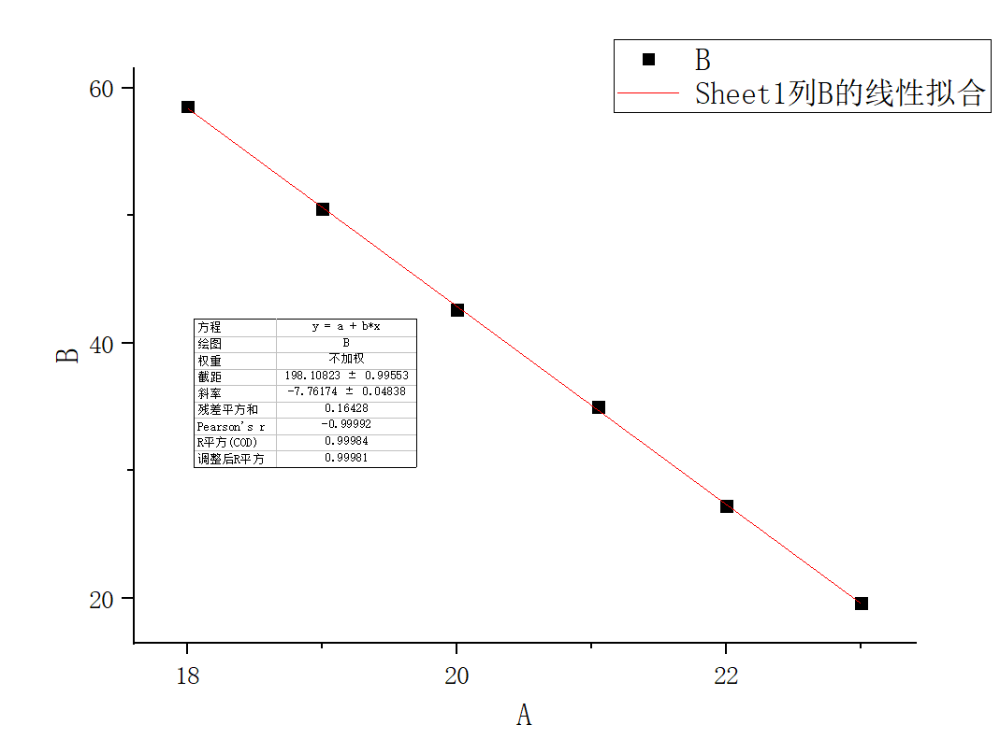 B
Sheet1列B的线性拟合
60
40
20
B
方程 y = a + b*x
绘图 B
权重 不加权
截距 198.10823 ± 0.99553
斜率 -7.76174 ± 0.04838
残差平方和 0.16428
Pearson's r -0.99992
R平方(COD) 0.99984
调整后R平方 0.99981
18 20 22
A